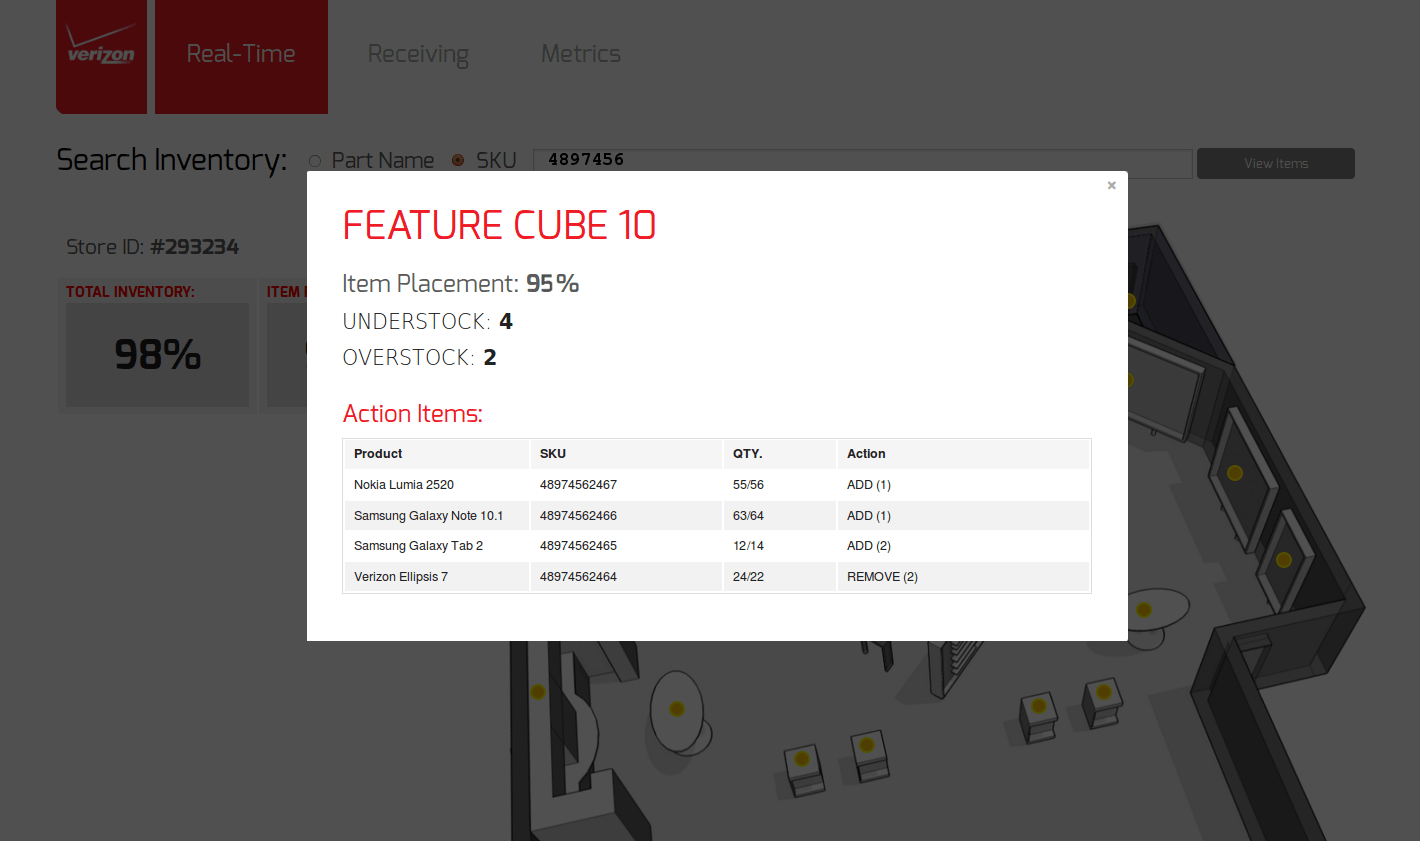 verizon
Real-Time
Receiving
Metrics
Search Inventory: Part Name SKU 4897456 View Items
×
FEATURE CUBE 10
Store ID: #293234
Item Placement: 95%
TOTAL INVENTORY: ITEM
98%
UNDERSTOCK: 4
OVERSTOCK: 2
Action Items:
Product SKU QTY. Action
Nokia Lumia 2520 48974562467 55/56 ADD (1)
Samsung Galaxy Note 10.1 48974562466 63/64 ADD (1)
Samsung Galaxy Tab 2 48974562465 12/14 ADD (2)
Verizon Ellipsis 7 48974562464 24/22 REMOVE (2)